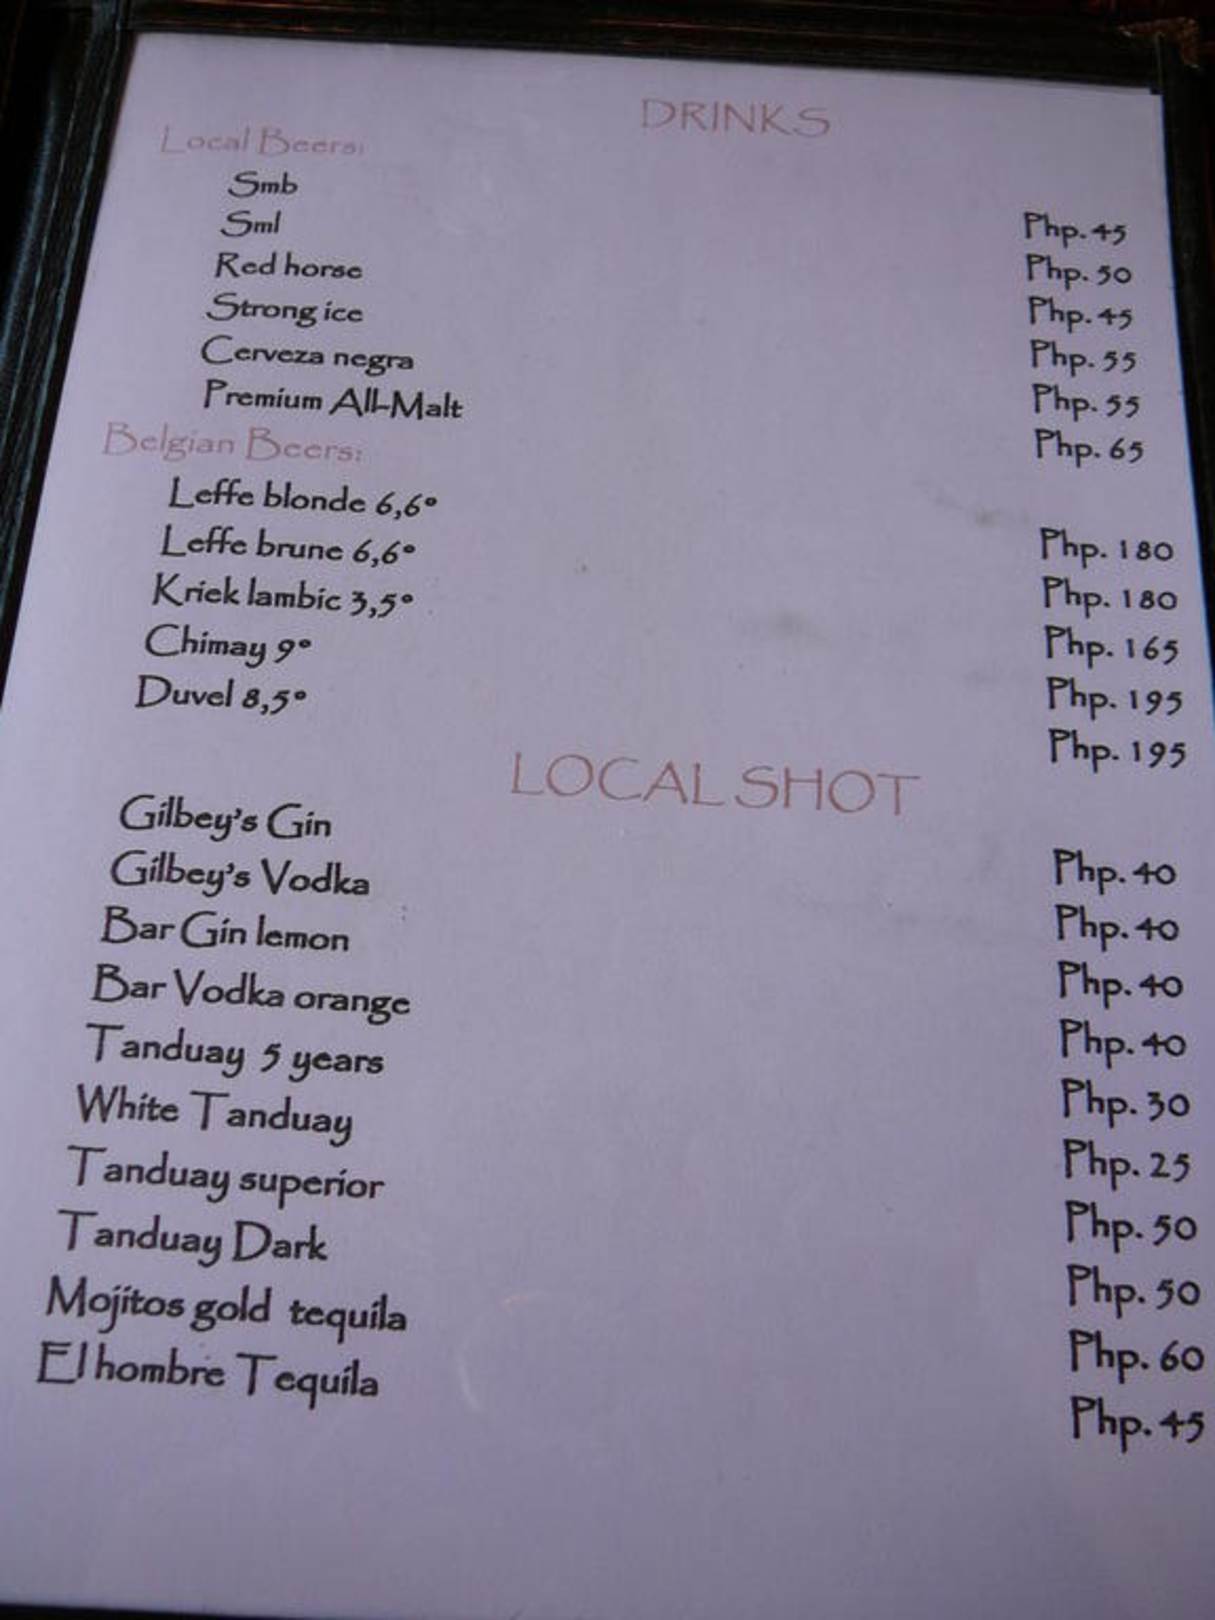 DRINKS
Local Beers:
Smb Php. 45
Sml Php. 50
Red horse Php. 45
Strong ice Php. 55
Cerveza negra Php. 55
Premium All-Malt Php. 65
Belgian Beers:
Leffe blonde 6,6° Php. 180
Leffe brune 6,6° Php. 180
Kriek lambic 3,5° Php. 165
Chimay 9° Php. 195
Duvel 8,5° Php. 195
LOCAL SHOT
Gilbey's Gin Php. 40
Gilbey's Vodka Php. 40
Bar Gin lemon Php. 40
Bar Vodka orange Php. 40
Tanduay 5 years Php. 30
White Tanduay Php. 25
Tanduay superior Php. 50
Tanduay Dark Php. 50
Mojitos gold tequila Php. 60
El hombre Tequila Php. 45